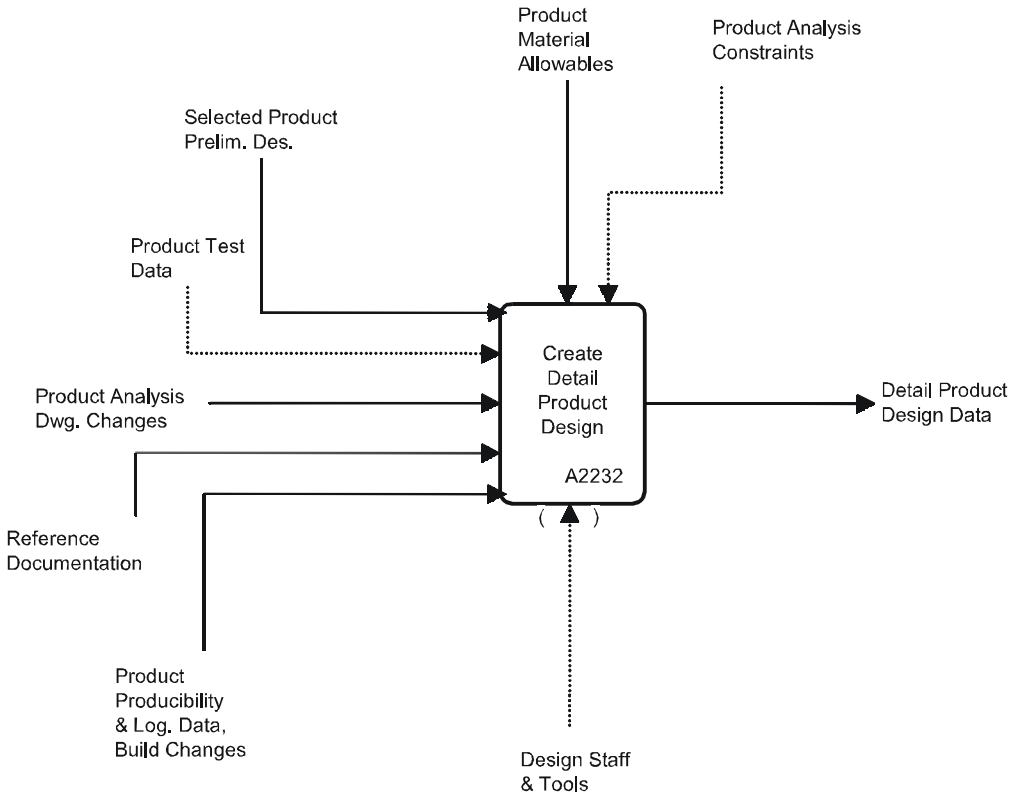 Product
Material
Allowables
Product Analysis
Constraints
Selected Product
Prelim. Des.
Product Test
Data
Create
Detail
Product
Design
A2232
Product Analysis
Dwg. Changes
Detail Product
Design Data
( )
Reference
Documentation
Product
Producibility
& Log. Data,
Build Changes
Design Staff
& Tools